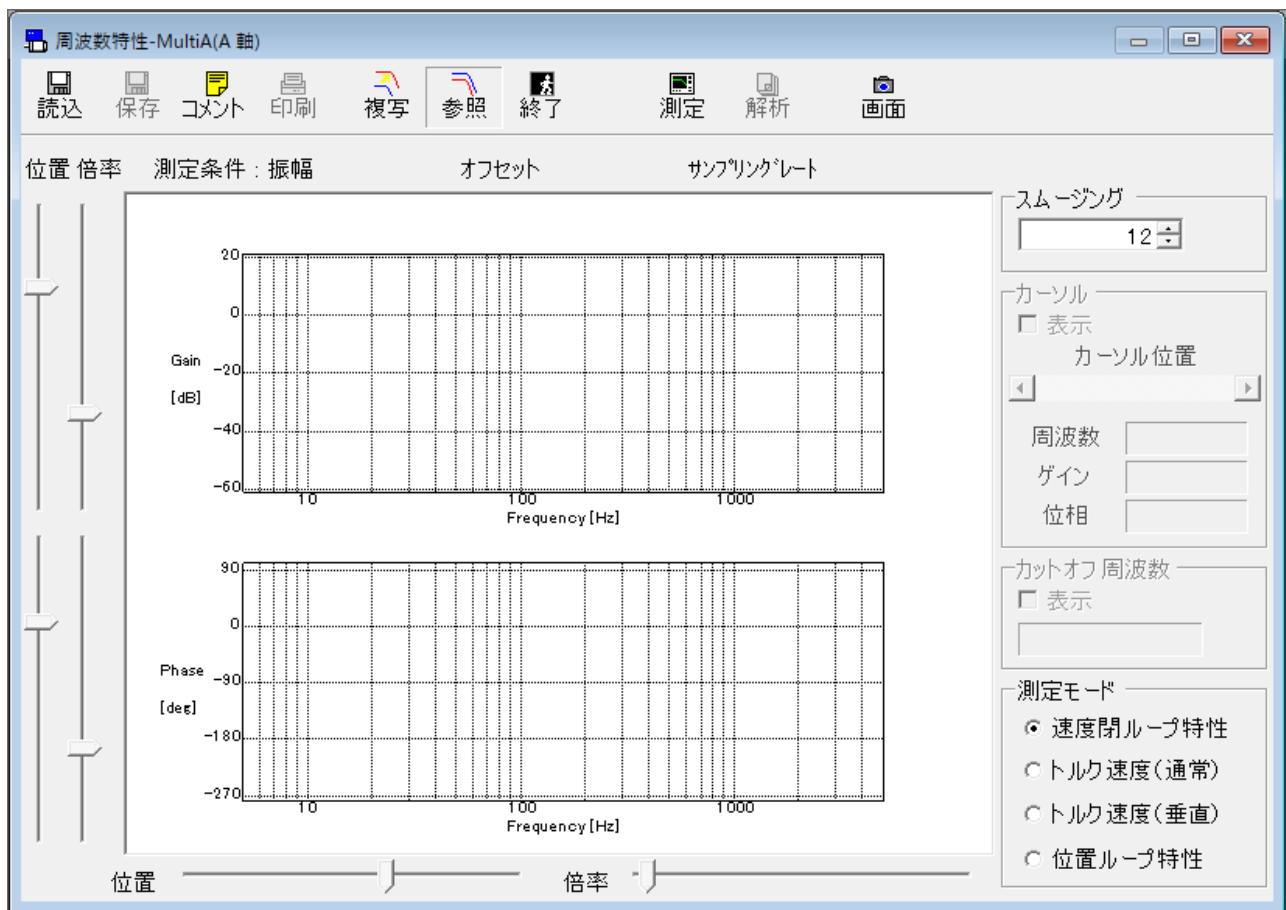 周波数特性-MultiA(A 軸)
読込 保存 コメント 印刷 複写 参照 終了 測定 解析 画面
位置 倍率 測定条件：振幅 オフセット サンプリングレート
スムージング
12
20
0
Gain
-20
[dB]
-40
-60
10 100 1000
Frequency[Hz]
90
0
Phase
-90
[deg]
-180
-270
10 100 1000
Frequency[Hz]
カーソル
表示
カーソル位置
周波数
ゲイン
位相
カットオフ周波数
表示
測定モード
速度閉ループ特性
トルク速度(通常)
トルク速度(垂直)
位置ループ特性
位置 倍率